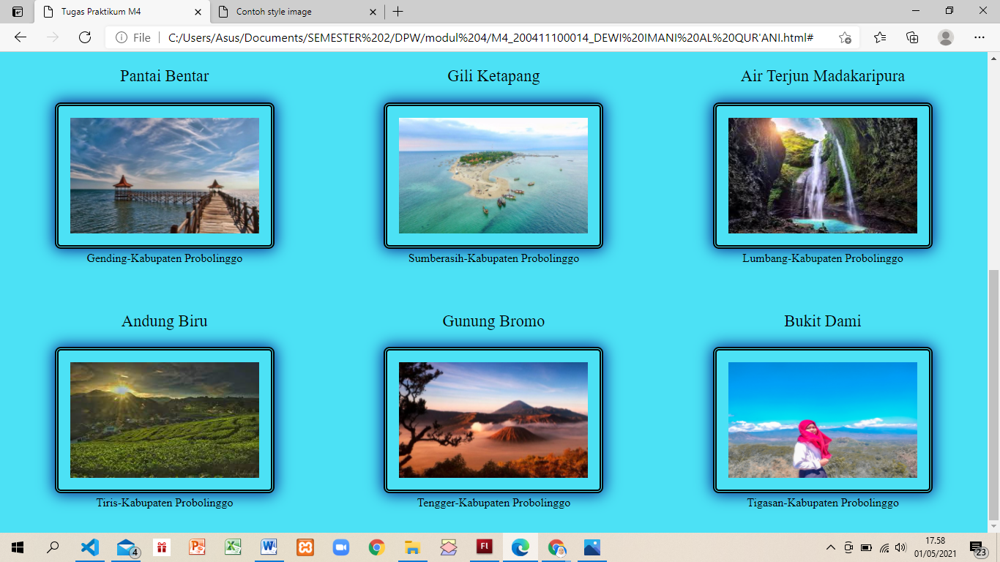 Tugas Praktikum M4
Contoh style image
File
C:/Users/Asus/Documents/SEMESTER%202/DPW/modul%204/M4_200411100014_DEWI%20IMANI%20AL%20QUR'ANI.html#
Pantai Bentar
Gili Ketapang
Air Terjun Madakaripura
Gending-Kabupaten Probolinggo
Sumberasih-Kabupaten Probolinggo
Lumbang-Kabupaten Probolinggo
Andung Biru
Gunung Bromo
Bukit Dami
Tiris-Kabupaten Probolinggo
Tengger-Kabupaten Probolinggo
Tigasan-Kabupaten Probolinggo
4
Fl
17.58
01/05/2021
23